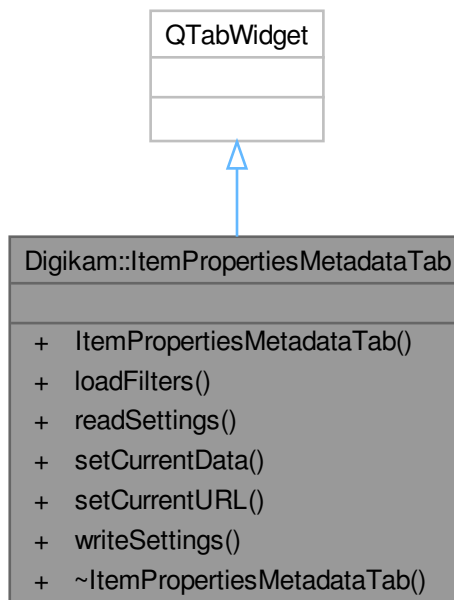 QTabWidget
Digikam::ItemPropertiesMetadataTab
+ ItemPropertiesMetadataTab()
+ loadFilters()
+ readSettings()
+ setCurrentData()
+ setCurrentURL()
+ writeSettings()
+ ~ItemPropertiesMetadataTab()